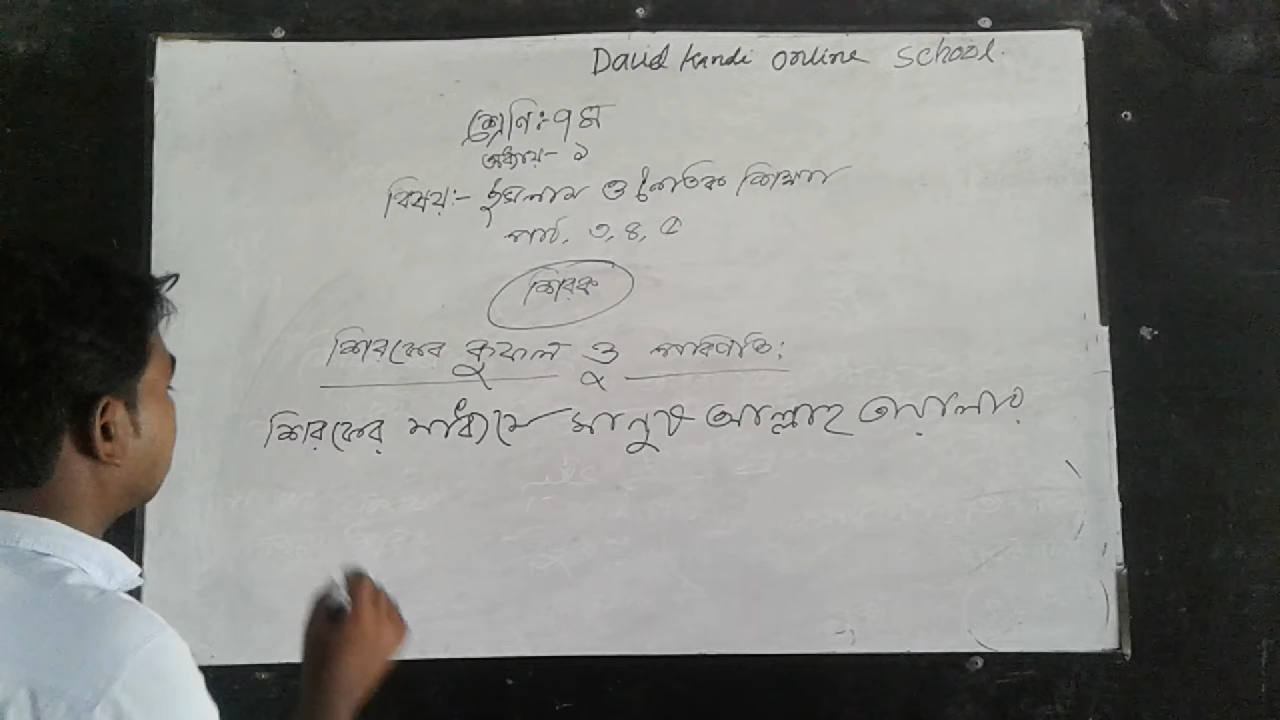 David Kandi online school.
শ্রেণি:- ৭ম
অধ্যায়- ১
বিষয়:- ইসলাম ও নৈতিক শিক্ষা
পাঠ, ৩, ৪, ৫
শিরক
শিরকের কুফল ও পরিণতি:
শিরকের মাধ্যমে মানুষ আল্লাহ তায়ালার